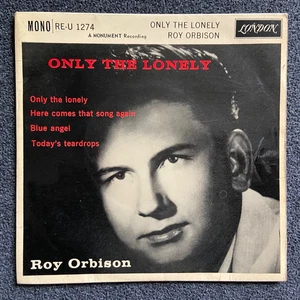 MONO RE-U 1274 ONLY THE LONELY
A MONUMENT Recording ROY ORBISON
LONDON
ONLY THE LONELY
Only the lonely
Here comes that song again
Blue angel
Today's teardrops
Roy Orbison